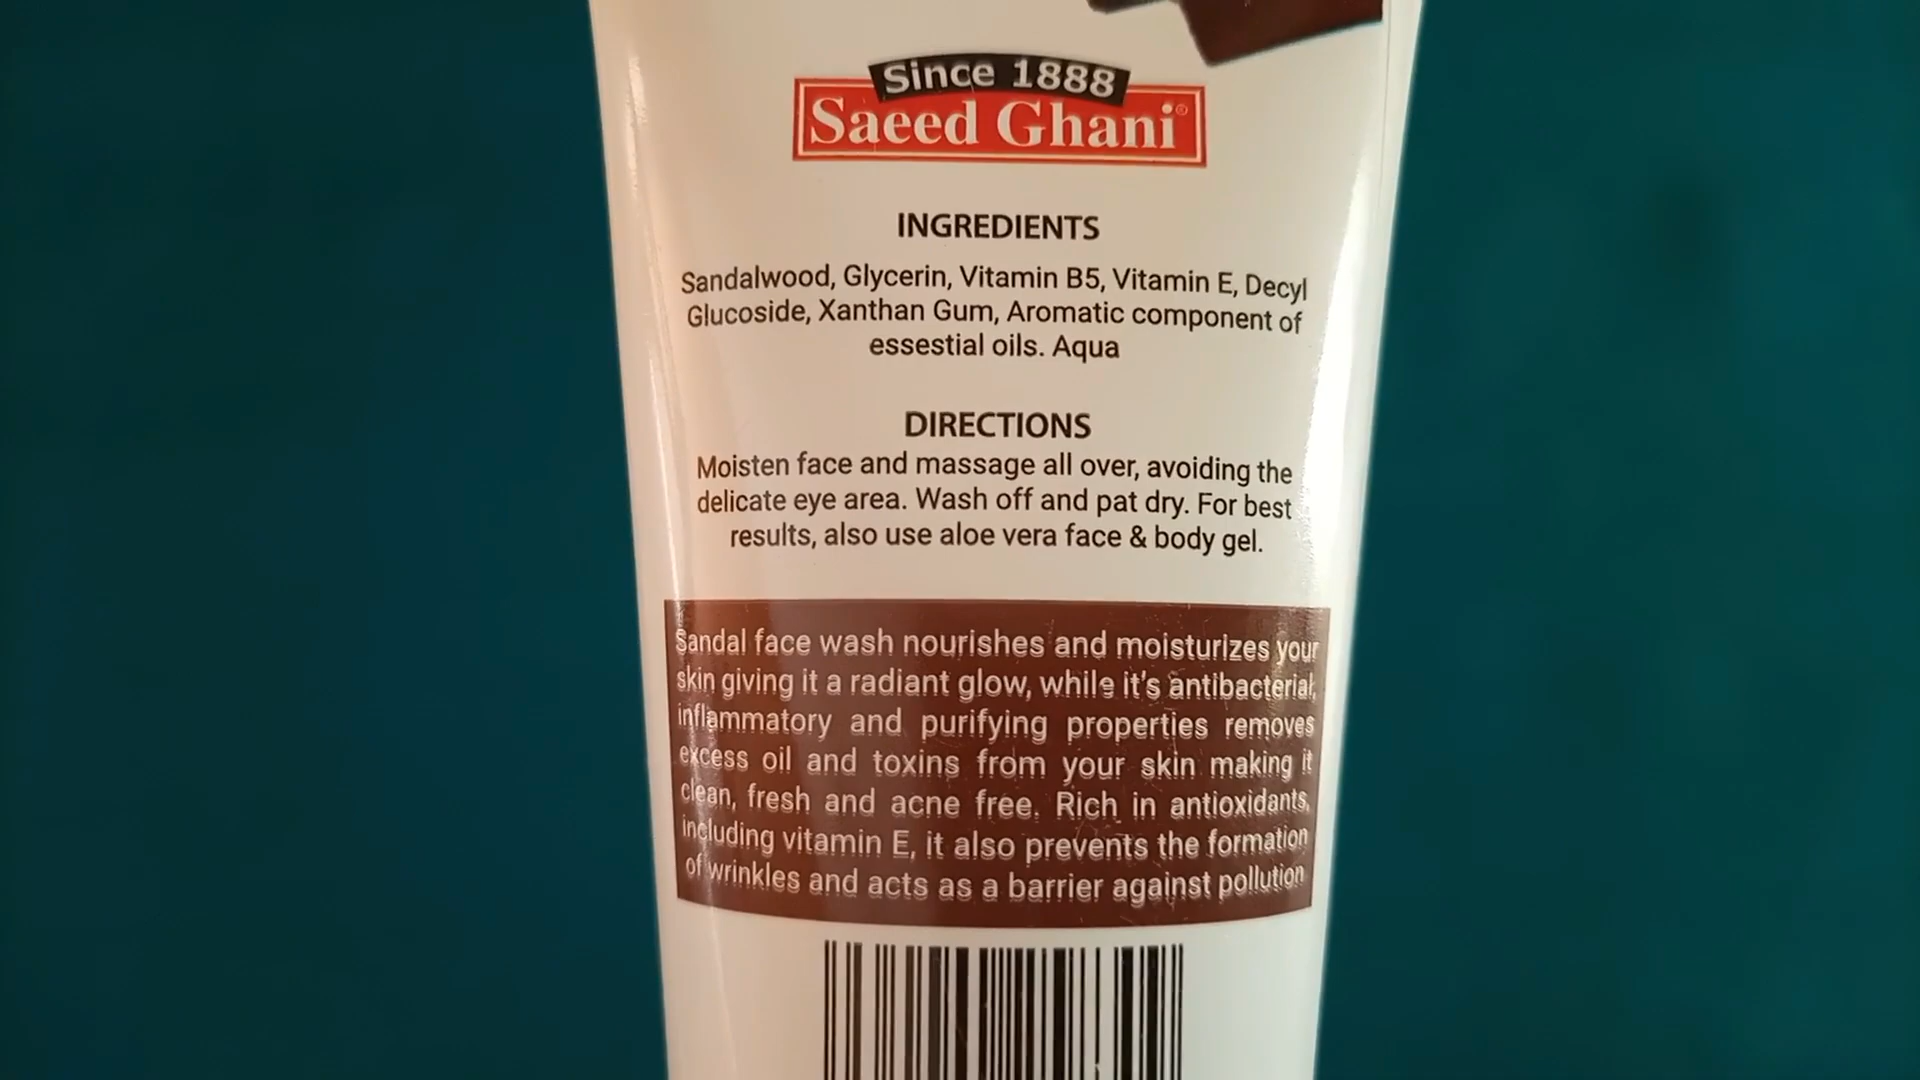 Since 1888
Saeed Ghani®
INGREDIENTS
Sandalwood, Glycerin, Vitamin B5, Vitamin E, Decyl
Glucoside, Xanthan Gum, Aromatic component of
essestial oils. Aqua
DIRECTIONS
Moisten face and massage all over, avoiding the
delicate eye area. Wash off and pat dry. For best
results, also use aloe vera face & body gel.
Sandal face wash nourishes and moisturizes your
skin giving it a radiant glow, while it's antibacterial,
inflammatory and purifying properties removes
excess oil and toxins from your skin making it
clean, fresh and acne free. Rich in antioxidants,
including vitamin E, it also prevents the formation
of wrinkles and acts as a barrier against pollution